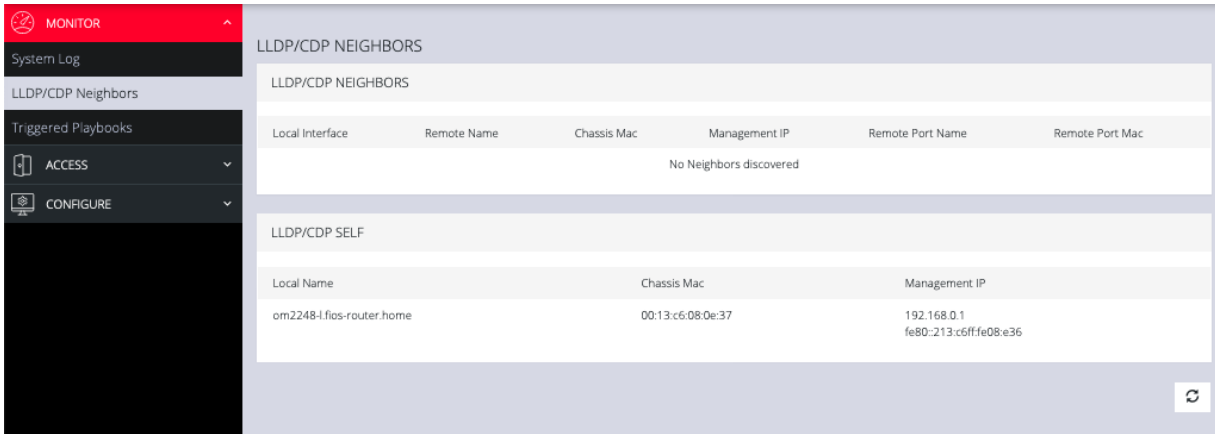 MONITOR
System Log
LLDP/CDP Neighbors
Triggered Playbooks
ACCESS
CONFIGURE
LLDP/CDP NEIGHBORS
LLDP/CDP NEIGHBORS
Local Interface Remote Name Chassis Mac Management IP Remote Port Name Remote Port Mac
No Neighbors discovered
LLDP/CDP SELF
Local Name Chassis Mac Management IP
om2248-l.fios-router.home 00:13:c6:08:0e:37 192.168.0.1
fe80::213:c6ff:fe08:e36